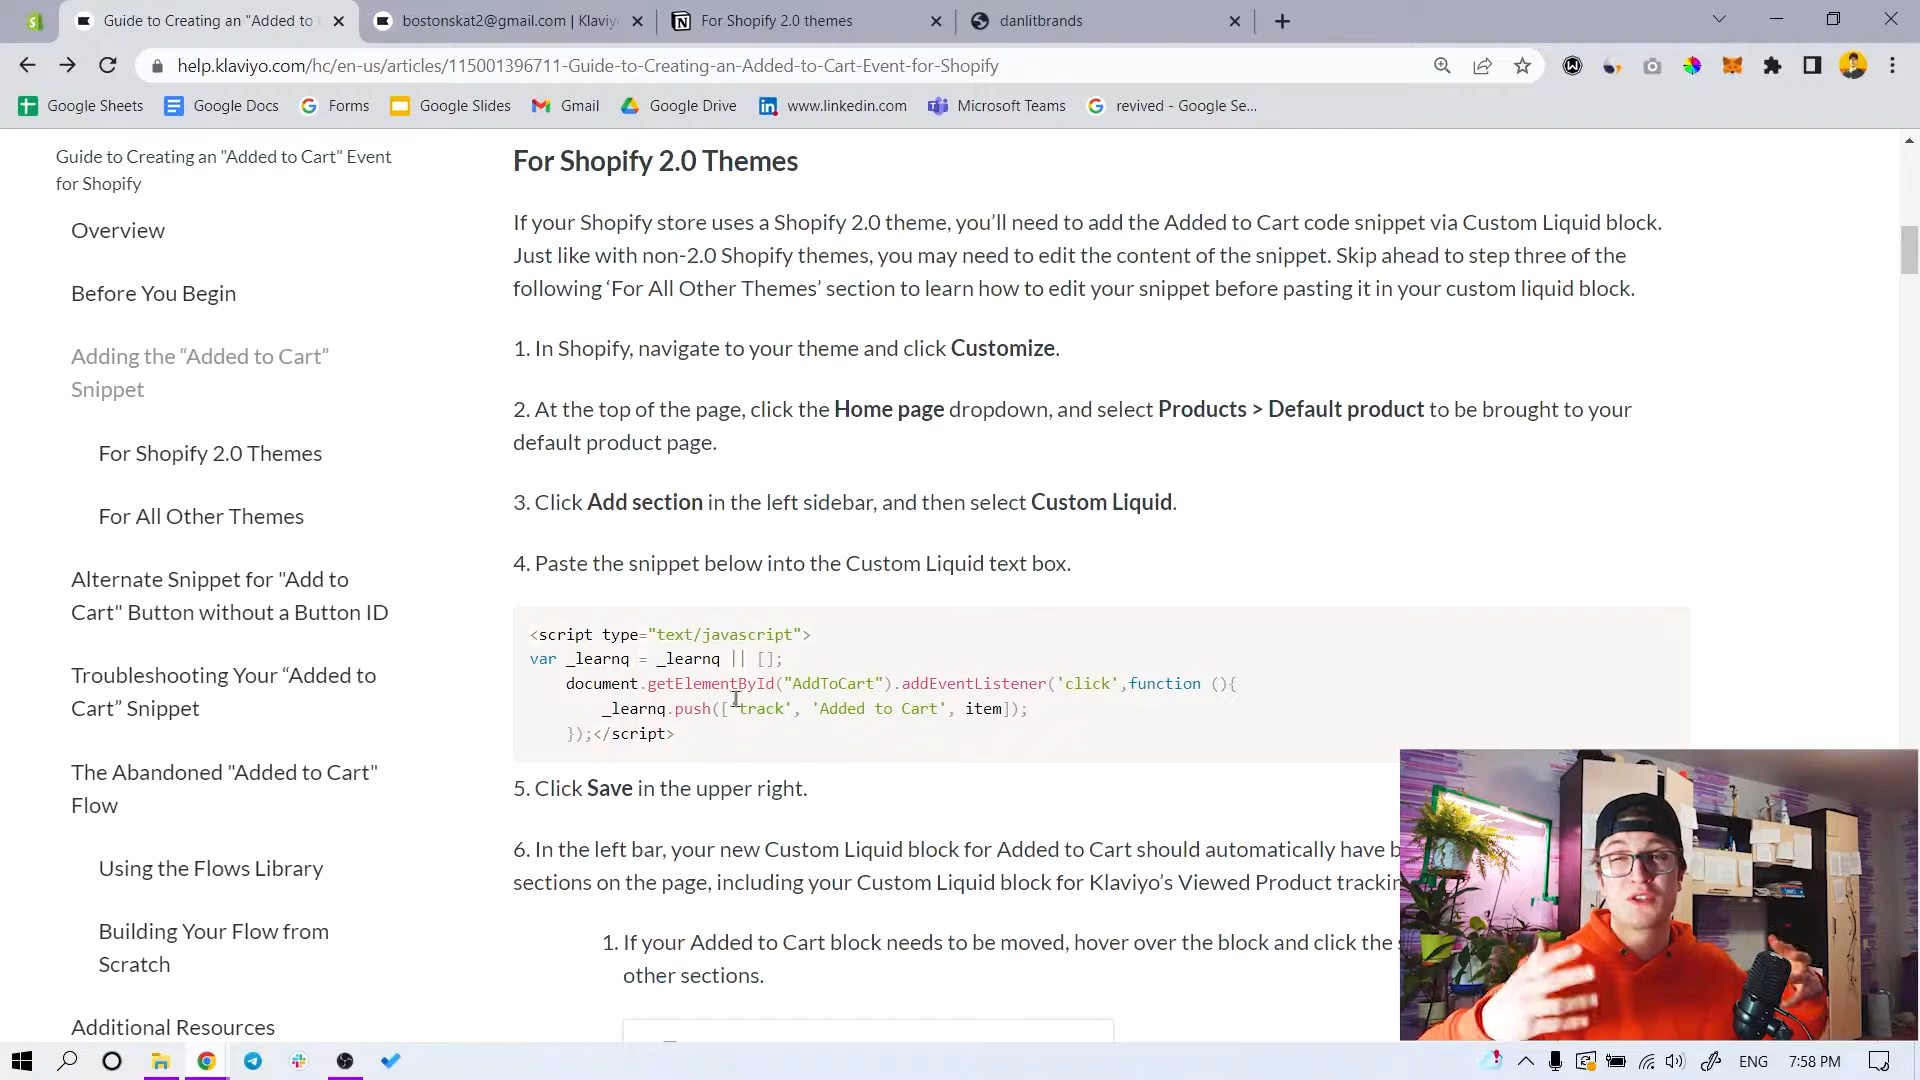 Guide to Creating an "Added to
bostonskat2@gmail.com | Klaviy
For Shopify 2.0 themes
danlitbrands
help.klaviyo.com/hc/en-us/articles/115001396711-Guide-to-Creating-an-Added-to-Cart-Event-for-Shopify
Google Sheets
Google Docs
Forms
Google Slides
Gmail
Google Drive
www.linkedin.com
Microsoft Teams
revived - Google Se...
Guide to Creating an "Added to Cart" Event
for Shopify
Overview
Before You Begin
Adding the “Added to Cart”
Snippet
For Shopify 2.0 Themes
For All Other Themes
Alternate Snippet for "Add to
Cart" Button without a Button ID
Troubleshooting Your “Added to
Cart” Snippet
The Abandoned "Added to Cart"
Flow
Using the Flows Library
Building Your Flow from
Scratch
Additional Resources
For Shopify 2.0 Themes
If your Shopify store uses a Shopify 2.0 theme, you’ll need to add the Added to Cart code snippet via Custom Liquid block.
Just like with non-2.0 Shopify themes, you may need to edit the content of the snippet. Skip ahead to step three of the
following ‘For All Other Themes’ section to learn how to edit your snippet before pasting it in your custom liquid block.
1. In Shopify, navigate to your theme and click Customize.
2. At the top of the page, click the Home page dropdown, and select Products > Default product to be brought to your
default product page.
3. Click Add section in the left sidebar, and then select Custom Liquid.
4. Paste the snippet below into the Custom Liquid text box.
<script type="text/javascript">
var _learnq = _learnq || [];
document.getElementById("AddToCart").addEventListener('click',function (){
_learnq.push(['track', 'Added to Cart', item]);
});</script>
5. Click Save in the upper right.
6. In the left bar, your new Custom Liquid block for Added to Cart should automatically have b
sections on the page, including your Custom Liquid block for Klaviyo’s Viewed Product trackin
1. If your Added to Cart block needs to be moved, hover over the block and click the
other sections.
ENG
7:58 PM